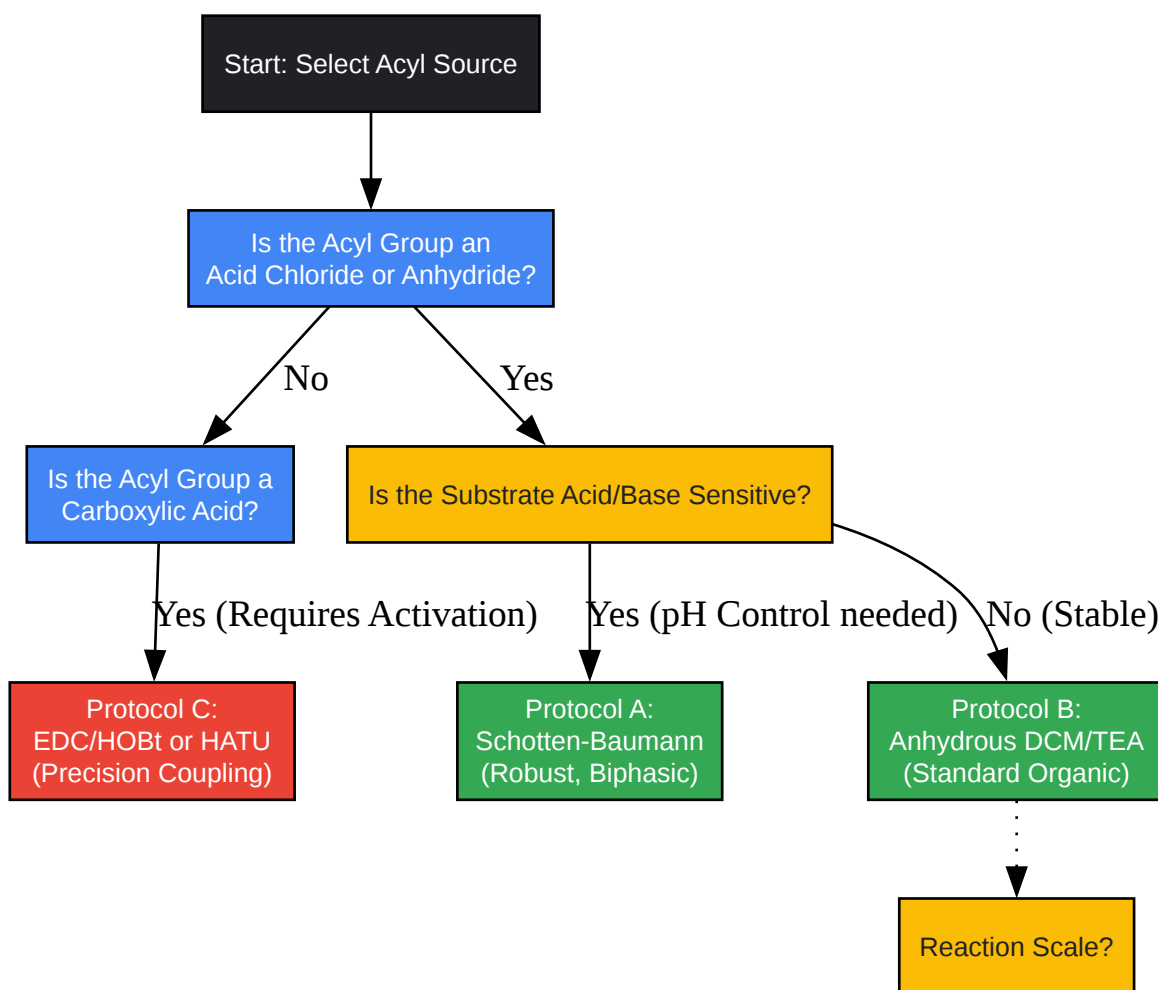 Start: Select Acyl Source
Is the Acyl Group an
Acid Chloride or Anhydride?
No
Yes
Is the Acyl Group a
Carboxylic Acid?
Is the Substrate Acid/Base Sensitive?
Yes (Requires Activation)
Yes (pH Control needed)
No (Stable)
Protocol C:
EDC/HOBt or HATU
(Precision Coupling)
Protocol A:
Schotten-Baumann
(Robust, Biphasic)
Protocol B:
Anhydrous DCM/TEA
(Standard Organic)
Reaction Scale?